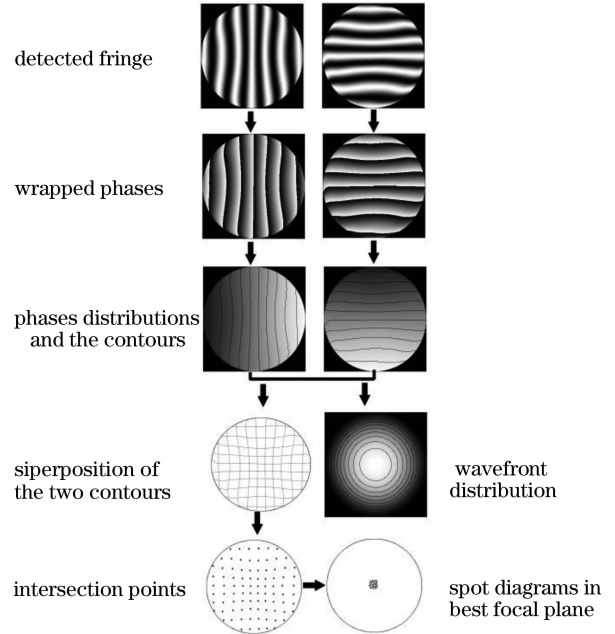 detected fringe
wrapped phases
phases distributions
and the contours
siperposition of
the two contours
wavefront
distribution
intersection points
spot diagrams in
best focal plane